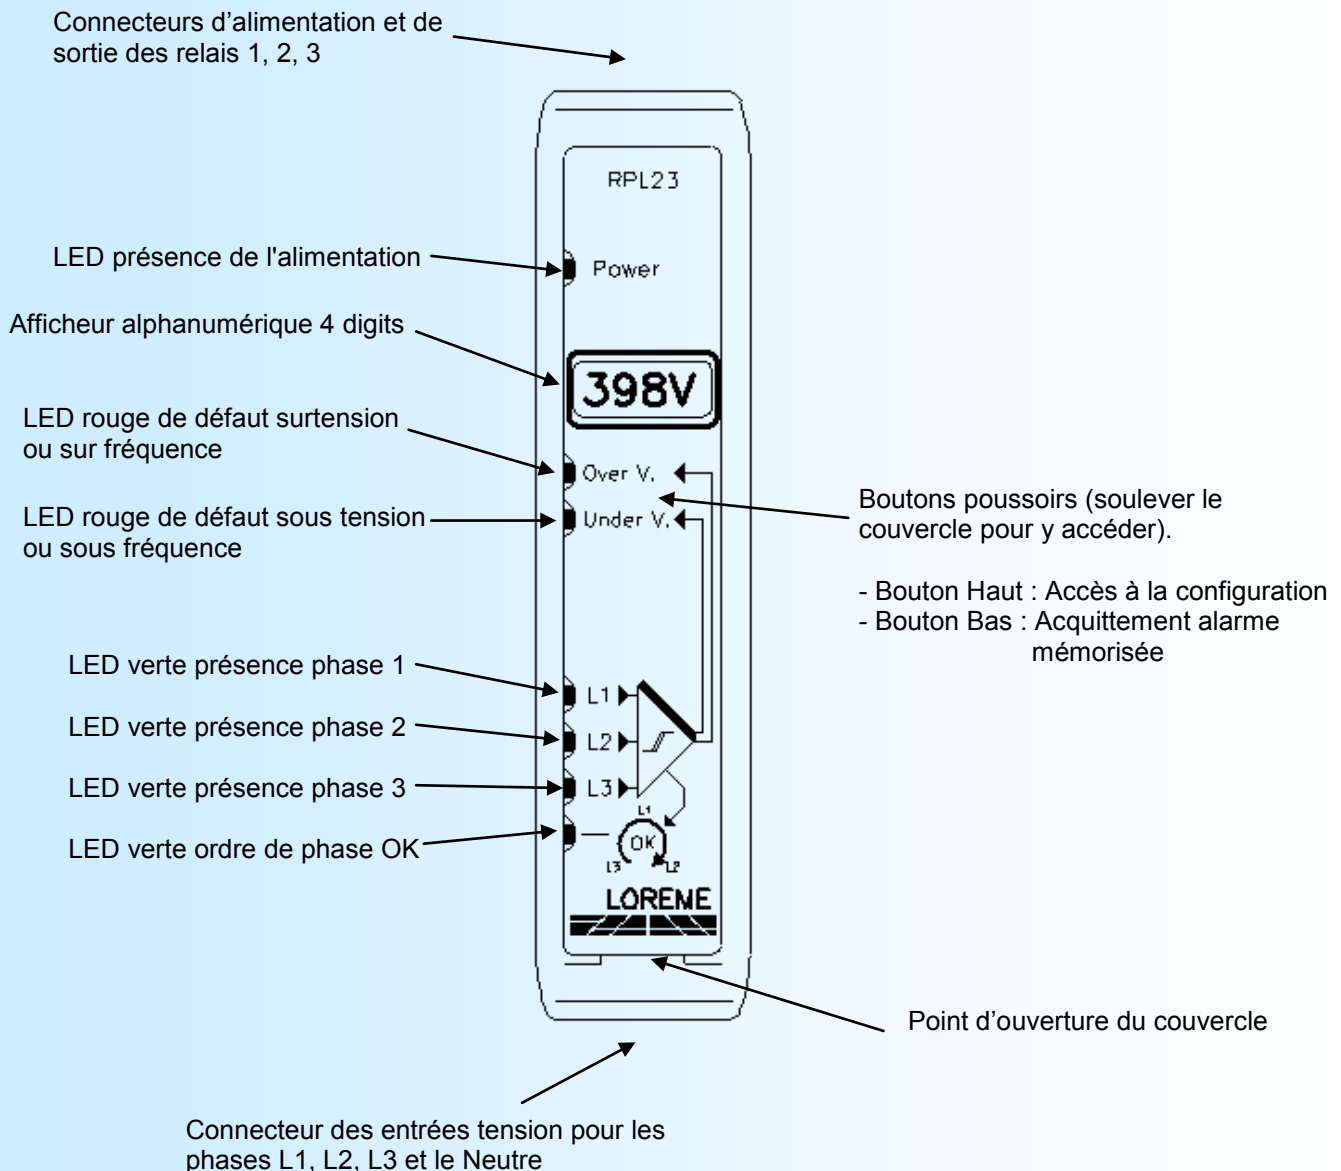 Connecteurs d’alimentation et de
sortie des relais 1, 2, 3
RPL23
LED présence de l'alimentation
Power
Afficheur alphanumérique 4 digits
398V
LED rouge de défaut surtension
ou sur fréquence
Over V.
LED rouge de défaut sous tension
ou sous fréquence
Under V.
Boutons poussoirs (soulever le
couvercle pour y accéder).
- Bouton Haut : Accès à la configuration
- Bouton Bas : Acquittement alarme
mémorisée
LED verte présence phase 1
L1
LED verte présence phase 2
L2
LED verte présence phase 3
L3
LED verte ordre de phase OK
L1
OK
L3
L2
LOREME
Point d’ouverture du couvercle
Connecteur des entrées tension pour les
phases L1, L2, L3 et le Neutre